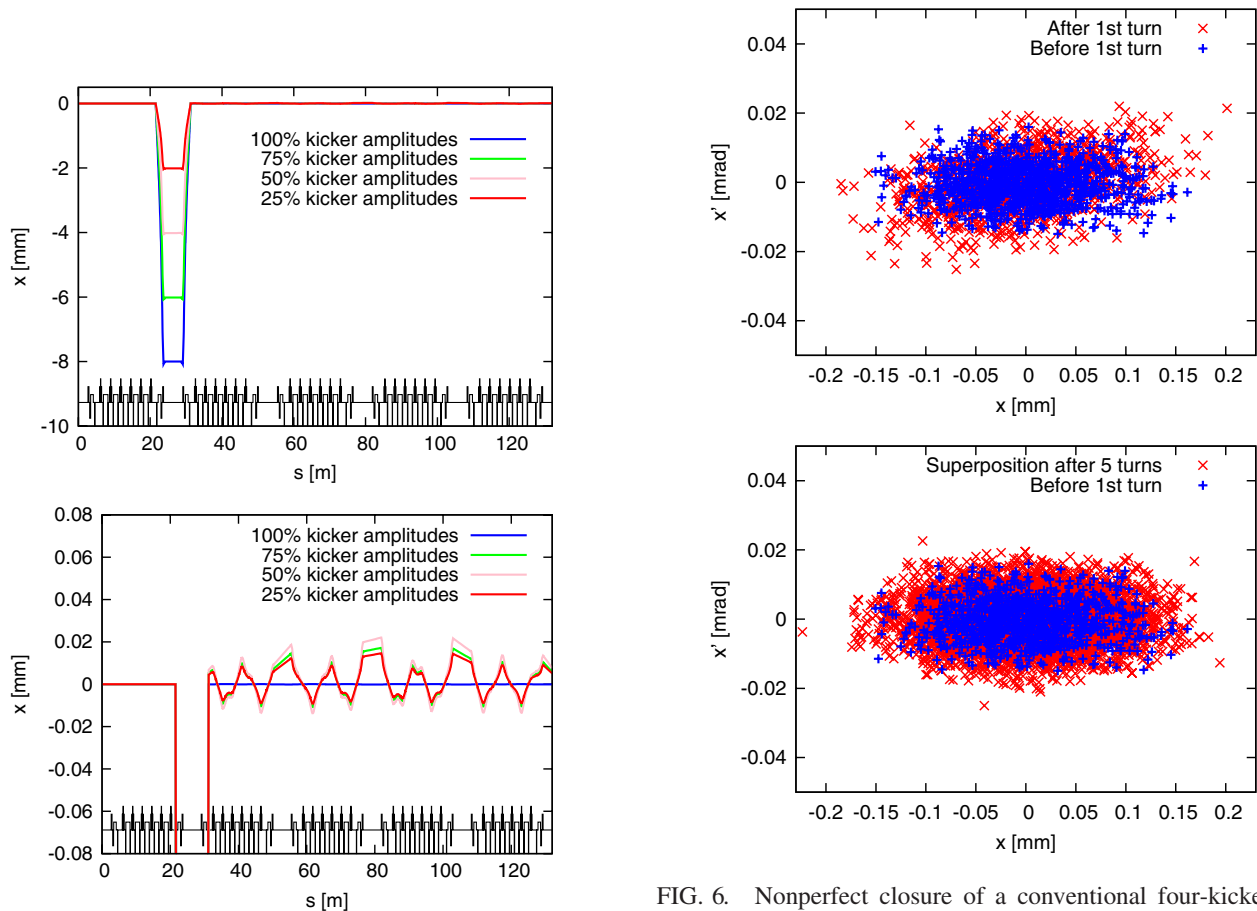 0
-2
-4
-6
-8
-10
x [mm]
100% kicker amplitudes
75% kicker amplitudes
50% kicker amplitudes
25% kicker amplitudes
0 20 40 60 80 100 120
s [m]
0.08
0.06
0.04
0.02
0
-0.02
-0.04
-0.06
-0.08
x [mm]
100% kicker amplitudes
75% kicker amplitudes
50% kicker amplitudes
25% kicker amplitudes
0 20 40 60 80 100 120
s [m]
0.04
0.02
0
-0.02
-0.04
x' [mrad]
After 1st turn
Before 1st turn
-0.2 -0.15 -0.1 -0.05 0 0.05 0.1 0.15 0.2
x [mm]
0.04
0.02
0
-0.02
-0.04
x' [mrad]
Superposition after 5 turns
Before 1st turn
-0.2 -0.15 -0.1 -0.05 0 0.05 0.1 0.15 0.2
x [mm]
FIG. 6. Nonperfect closure of a conventional four-kicke